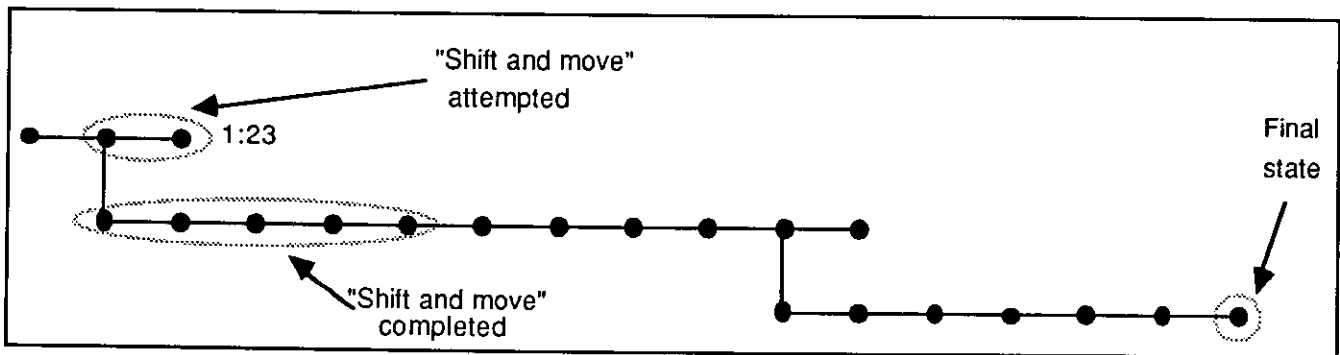 "Shift and move"
attempted
1:23
Final
state
"Shift and move"
completed